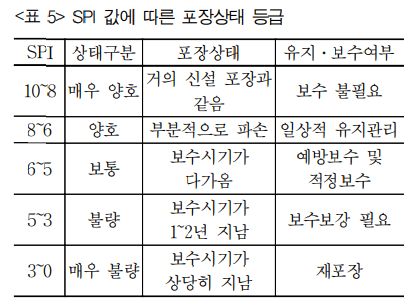 <표 5> SPI 값에 따른 포장상태 등급
SPI 상태구분 포장상태 유지·보수여부
10~8 매우 양호 거의 신설 포장과 같음 보수 불필요
8~6 양호 부분적으로 파손 일상적 유지관리
6~5 보통 보수시기가 다가옴 예방보수 및 적정보수
5~3 불량 보수시기가 1~2년 지남 보수보강 필요
3~0 매우 불량 보수시기가 상당히 지남 재포장